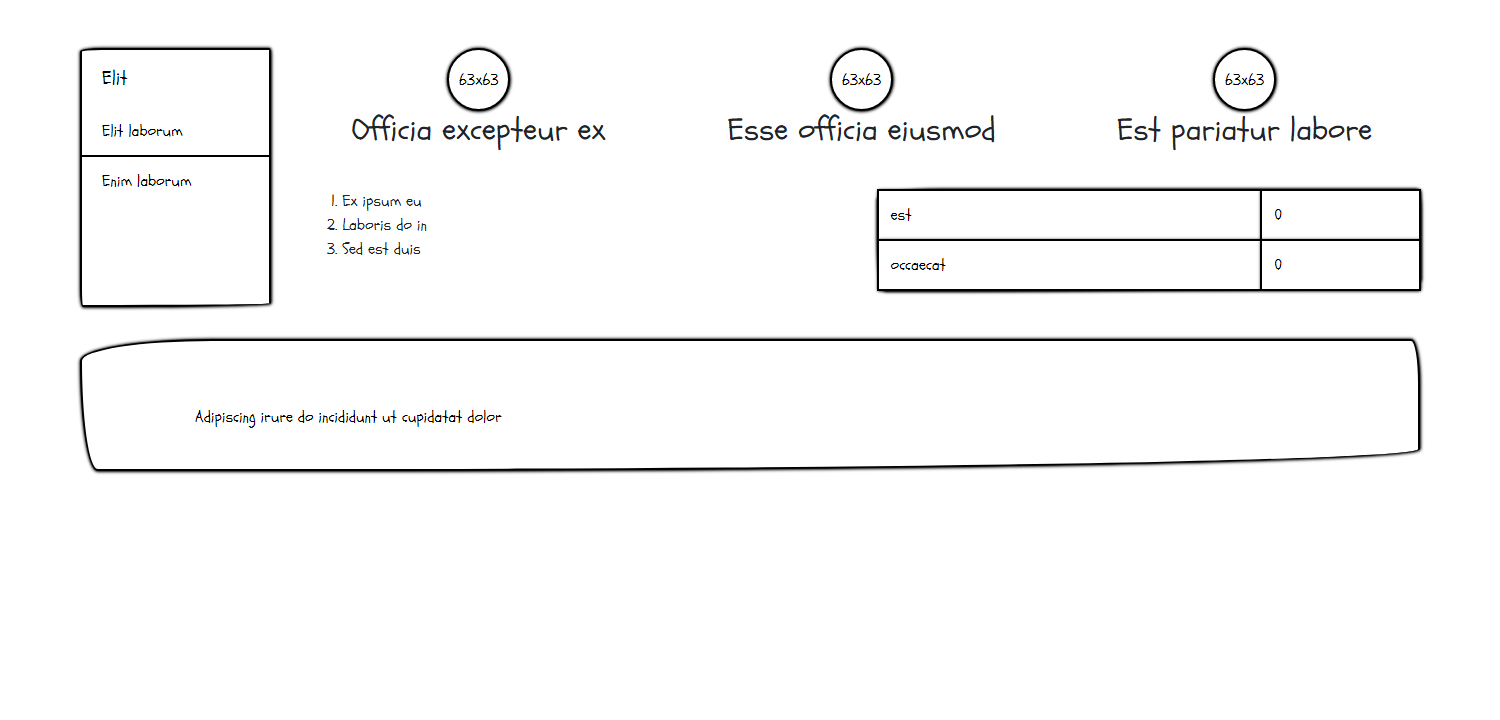 Elit
Elit laborum
Enim laborum
63x63
Officia excepteur ex
63x63
Esse officia eiusmod
63x63
Est pariatur labore
1. Ex ipsum eu
2. Laboris do in
3. Sed est duis
est 0
occaecat 0
Adipiscing irure do incididunt ut cupidatat dolor